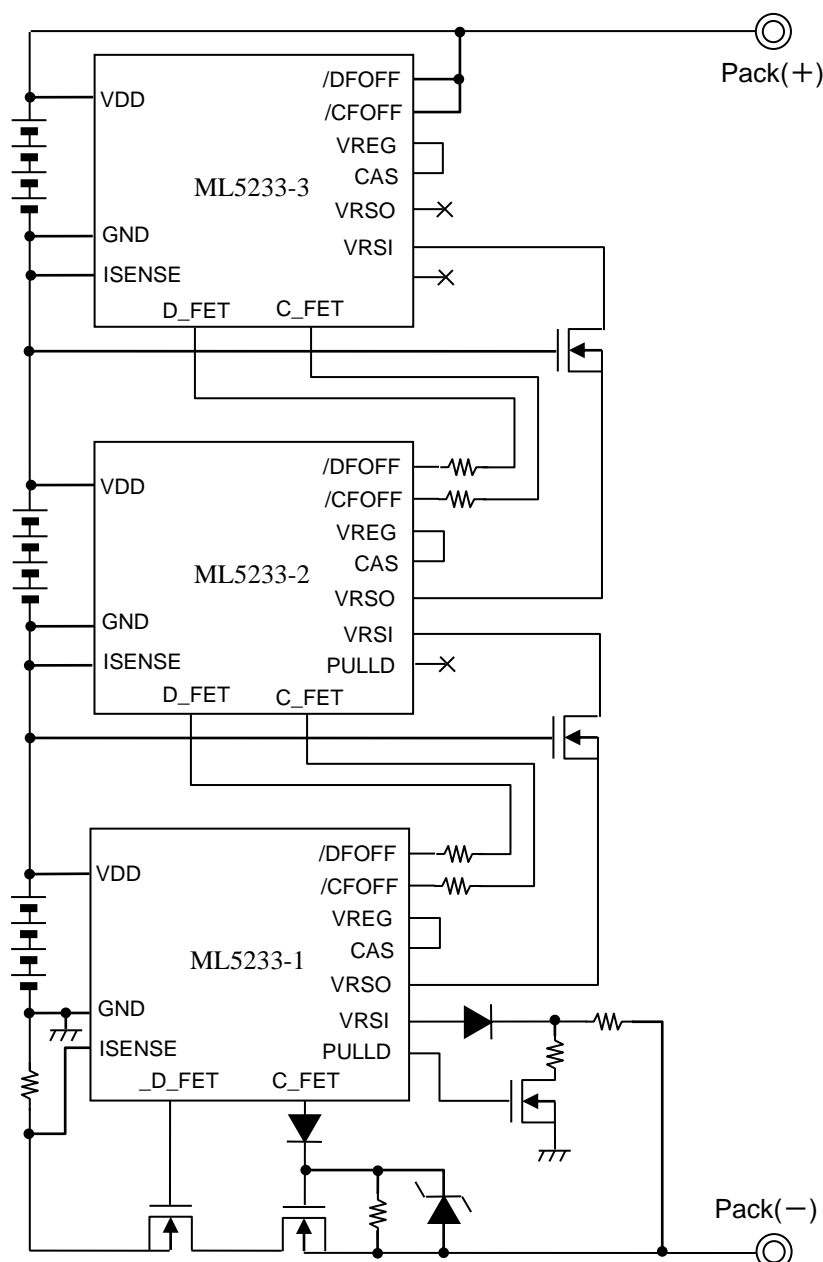 Pack(+)
/DFOFF
VDD
/CFOFF
VREG
CAS
ML5233-3
VRSO
GND
VRSI
ISENSE
D_FET
C_FET
/DFOFF
VDD
/CFOFF
VREG
CAS
ML5233-2
VRSO
GND
VRSI
ISENSE
PULLD
D_FET
C_FET
/DFOFF
VDD
/CFOFF
VREG
CAS
ML5233-1
VRSO
GND
VRSI
ISENSE
PULLD
_D_FET
C_FET
Pack(−)